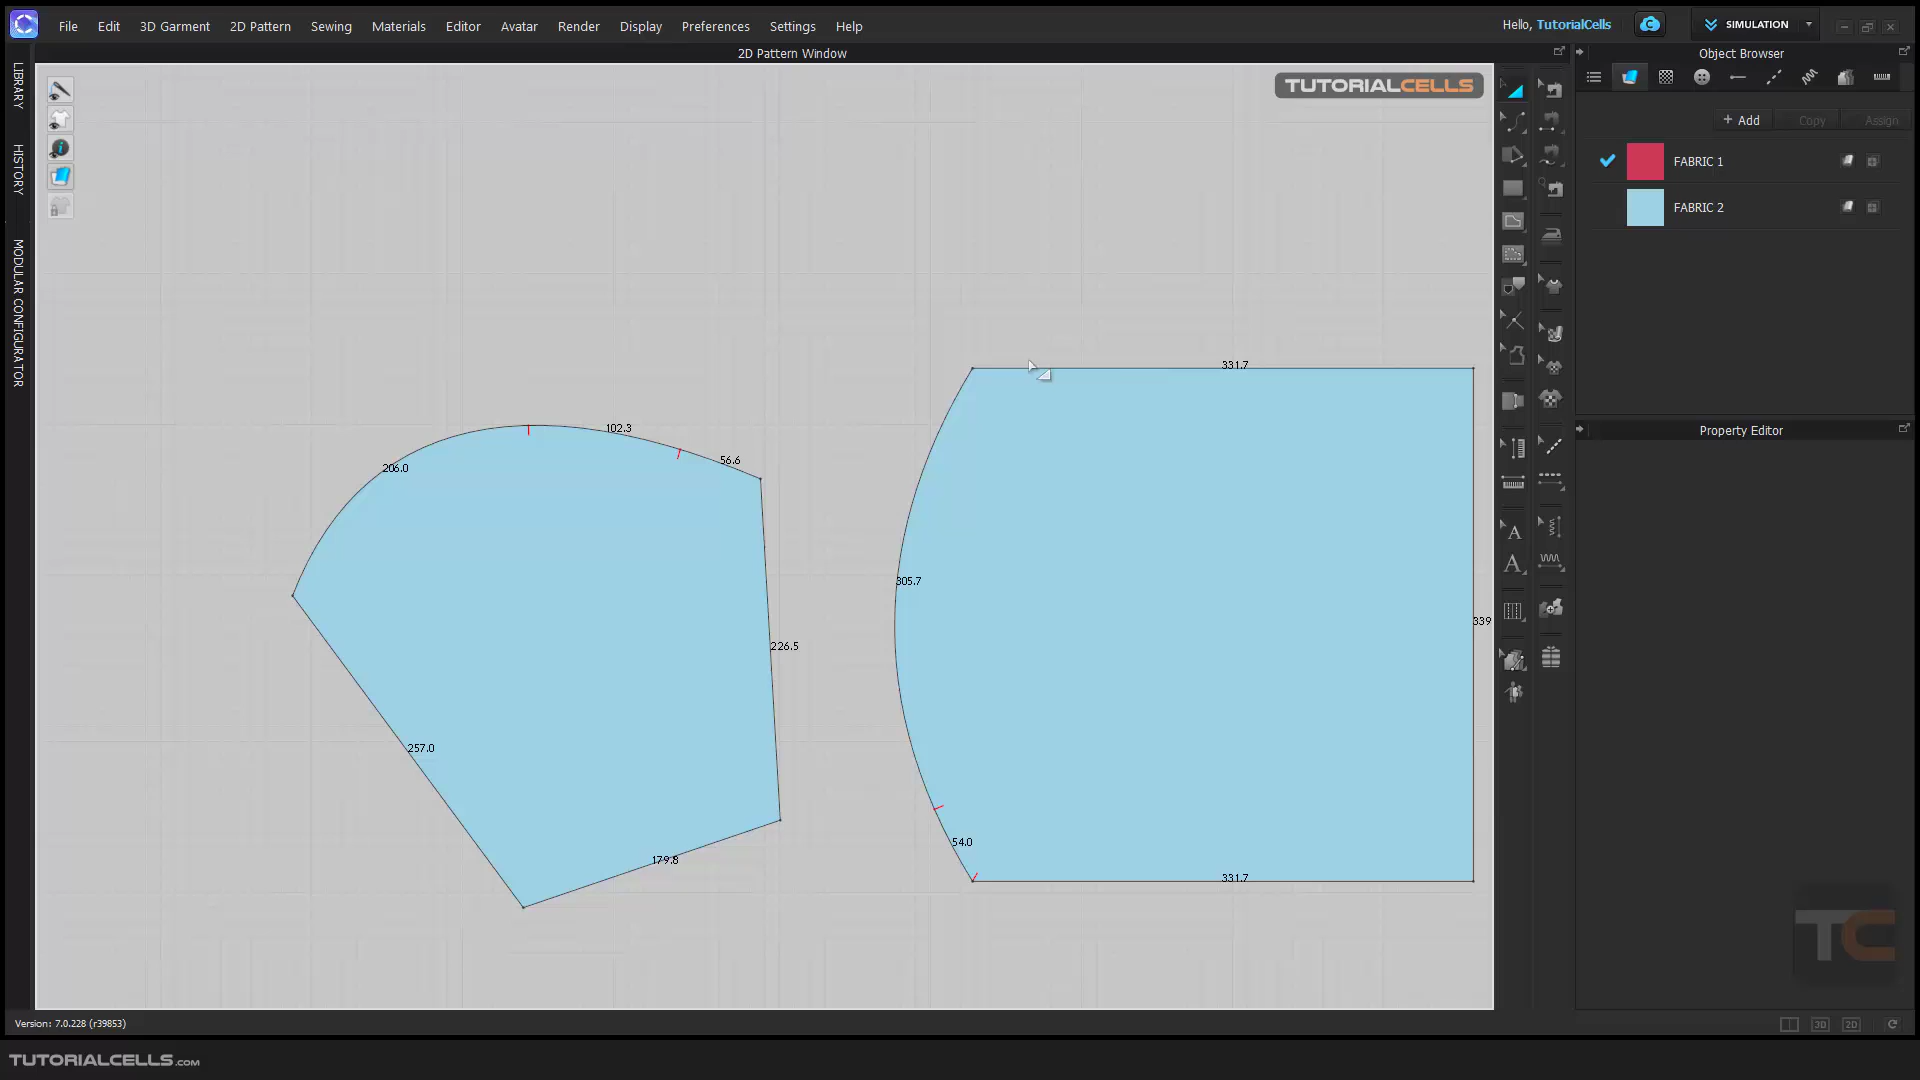 File Edit 3D Garment 2D Pattern Sewing Materials Editor Avatar Render Display Preferences Settings Help
Hello, TutorialCells
SIMULATION
2D Pattern Window
Object Browser
LIBRARY
HISTORY
MODULAR CONFIGURATOR
TUTORIALCELLS
+ Add Copy Assign
FABRIC 1
FABRIC 2
Property Editor
331.7
102.3
56.6
206.0
305.7
339
226.5
257.0
54.0
179.8
331.7
A
A
TC
Version: 7.0.228 (r39853)
3D 2D
TUTORIALCELLS.COM